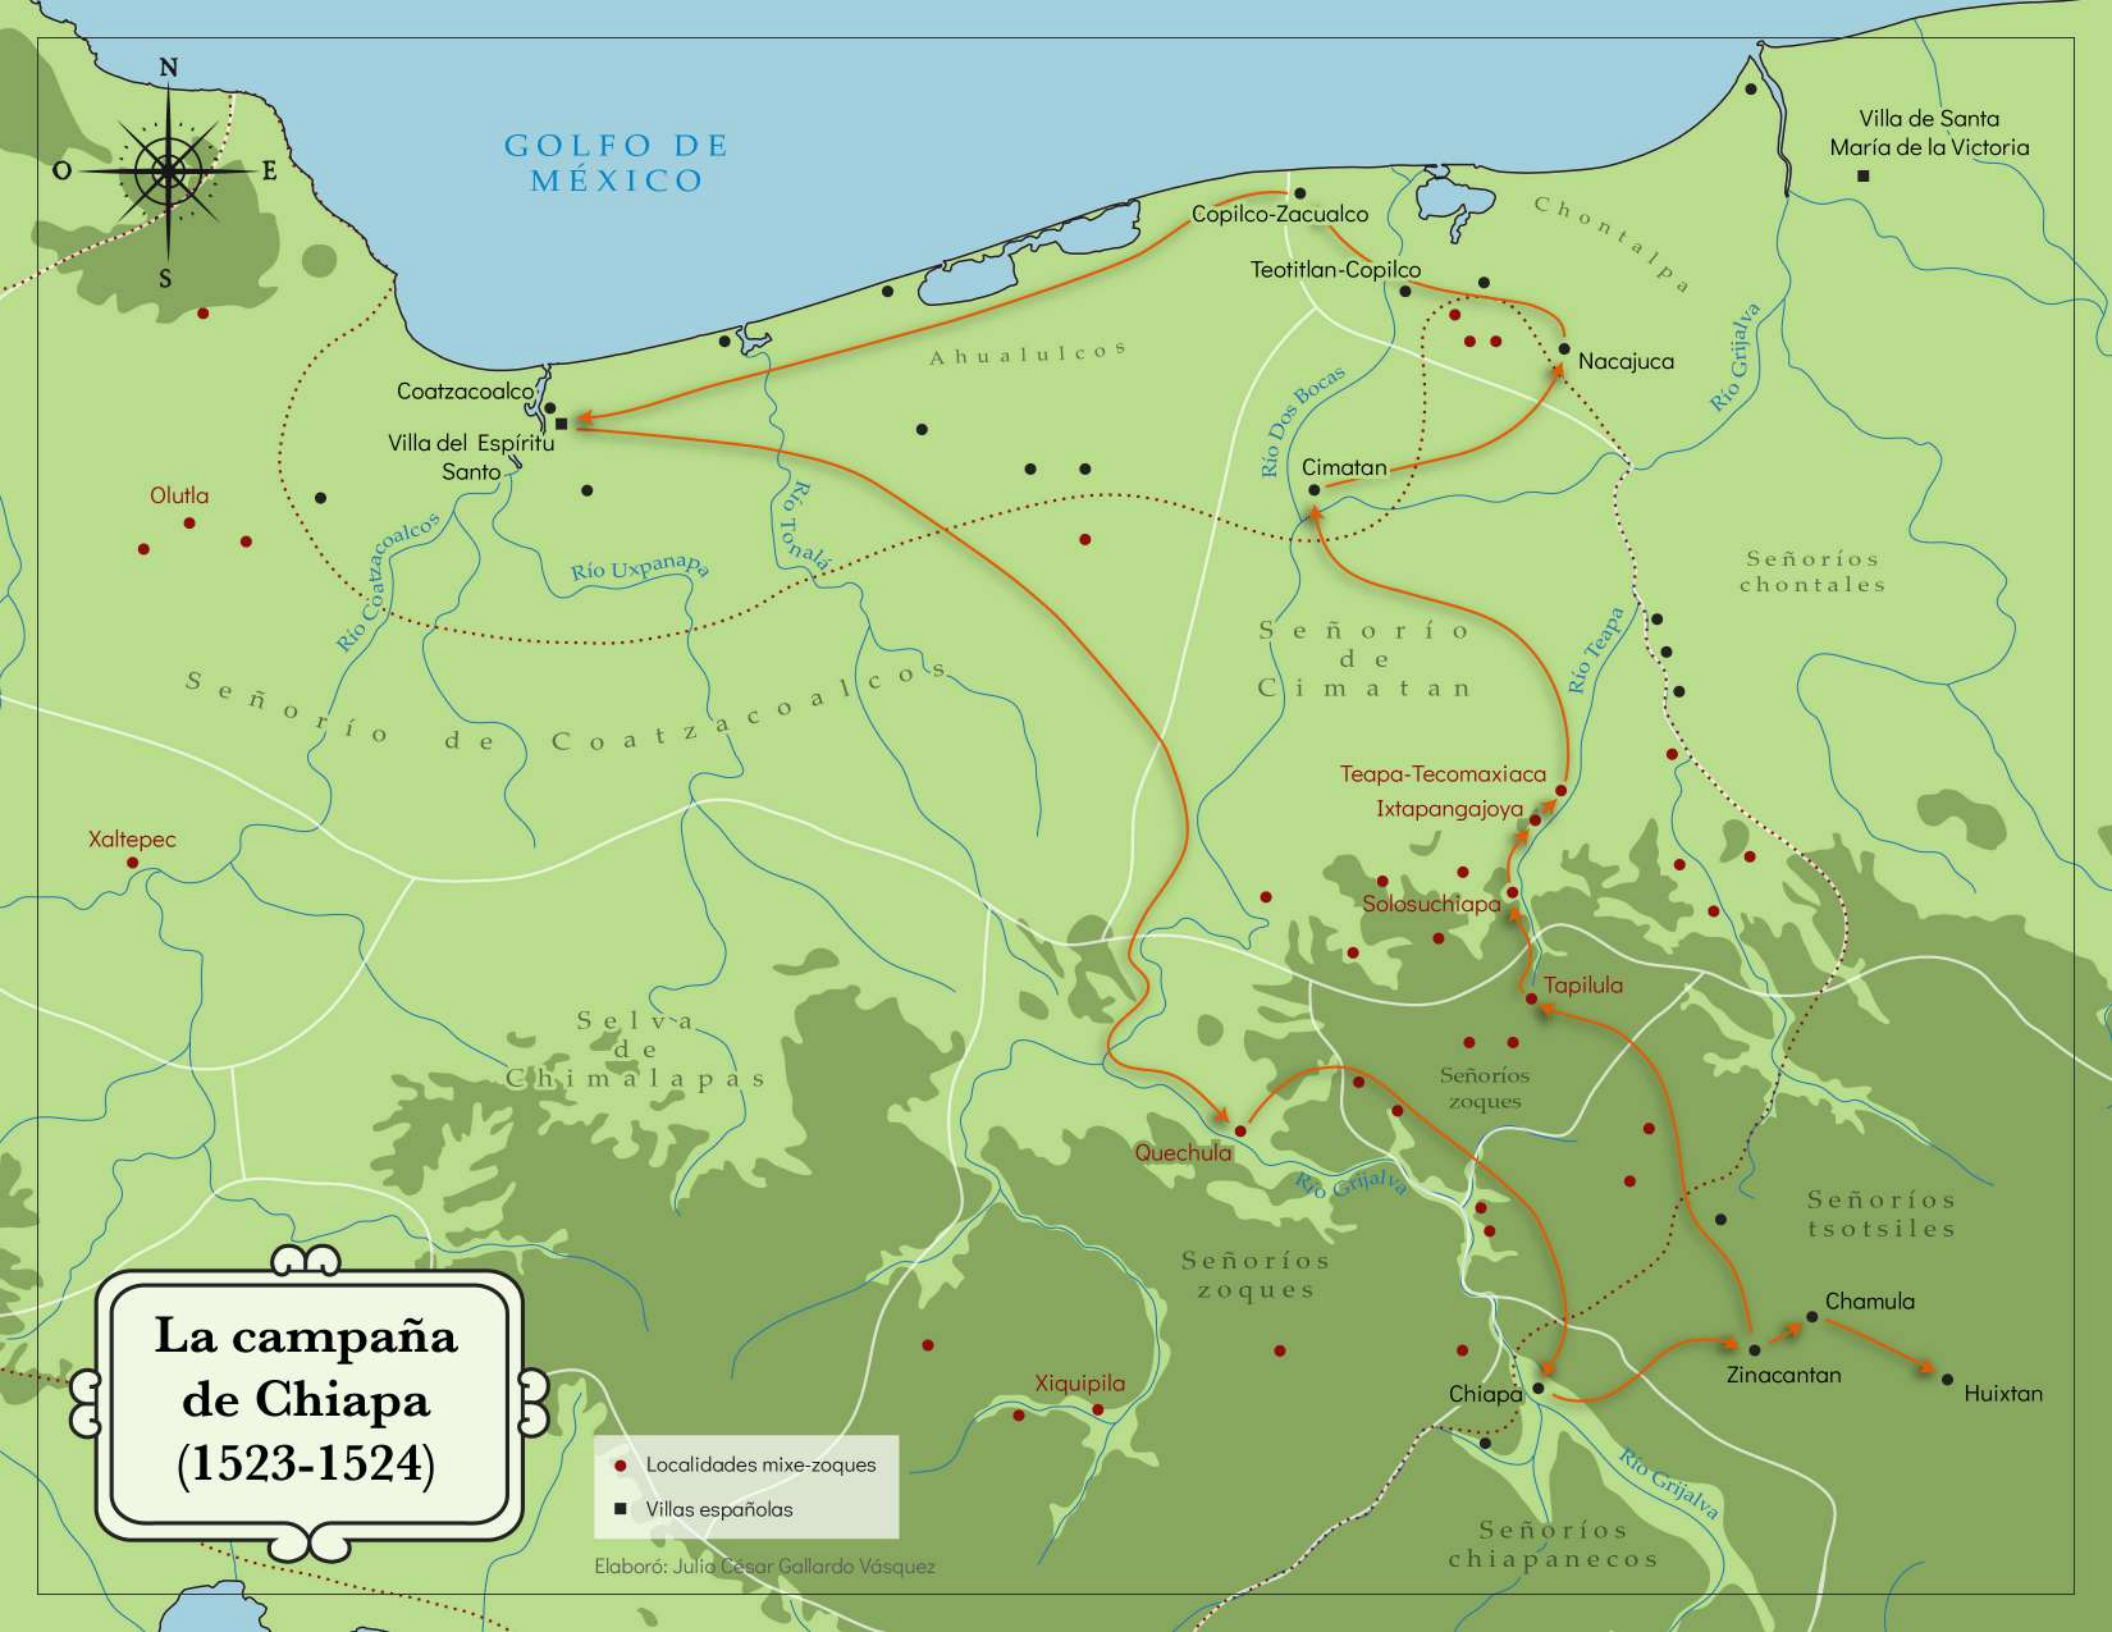 N
O
E
S
GOLFO DE
MÉXICO
Villa de Santa
María de la Victoria
Copilco-Zacualco
Chontalpa
Teotitlan-Copilco
Río Grijalva
Ahualulcos
Nacajuca
Coatzacoalco
Río Dos Bocas
Villa del Espíritu
Santo
Cimatan
Olutla
Río Tonalá
Río Coatzacoalcos
Río Uxpanapa
Señoríos
chontales
Señorío
de
Cimatan
Río Teapa
Señorío de Coatzacoalcos
Teapa-Tecomaxiaca
Ixtapangajoya
Xaltepec
Solosuchiapa
Tapilula
Selva
de
Chimalapas
Señoríos
zoques
Quechula
Río Grijalva
Señoríos
tsotsiles
Señoríos
zoques
Chamula
Zinacantan
Huixtan
Xiquipila
Chiapa
Río Grijalva
Señoríos
chiapanecos
La campaña
de Chiapa
(1523-1524)
Localidades mixe-zoques
Villas españolas
Elaboró: Julio César Gallardo Vásquez